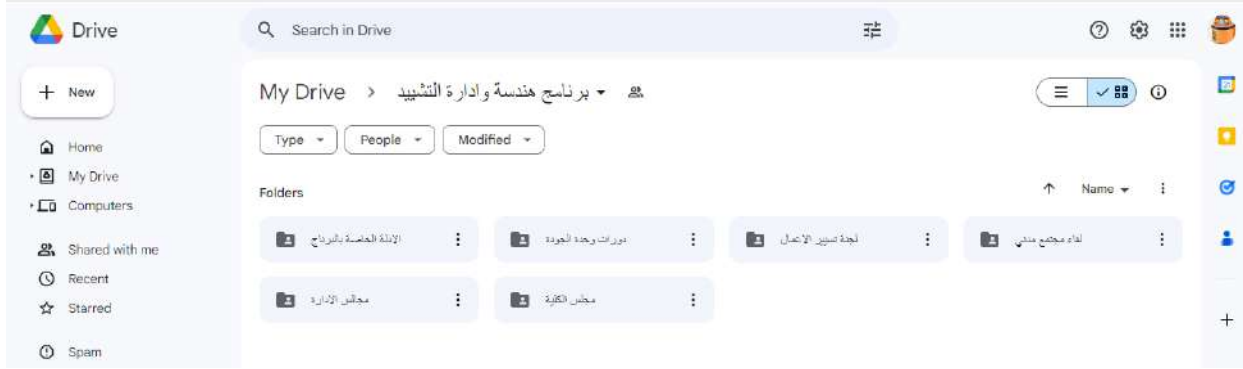 Drive
Search in Drive
New
My Drive > برنامج هندسة وادارة التشييد
Type
People
Modified
Home
My Drive
Computers
Shared with me
Recent
Starred
Spam
Folders
Name
الادلة الخاصة بالبرناج
دورات وحدة الجودة
لجنة تسيير الاعمال
لقاء مجتمع مدني
مجالس الادارة
مجلس الكلية